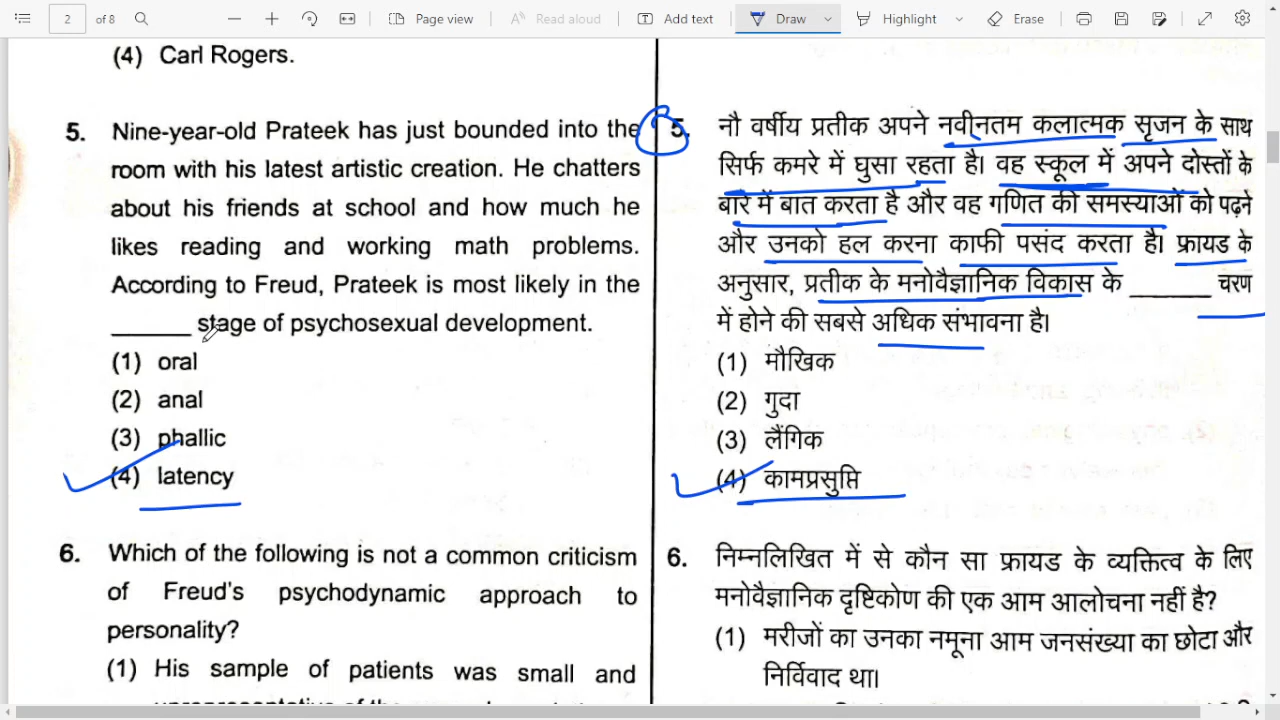 2 of 8 Page view Read aloud Add text Draw Highlight Erase
(4) Carl Rogers.
5. Nine-year-old Prateek has just bounded into the
room with his latest artistic creation. He chatters
about his friends at school and how much he
likes reading and working math problems.
According to Freud, Prateek is most likely in the
______ stage of psychosexual development.
(1) oral
(2) anal
(3) phallic
(4) latency
6. Which of the following is not a common criticism
of Freud's psychodynamic approach to
personality?
(1) His sample of patients was small and
5. नौ वर्षीय प्रतीक अपने नवीनतम कलात्मक सृजन के साथ
सिर्फ कमरे में घुसा रहता है। वह स्कूल में अपने दोस्तों के
बारे में बात करता है और वह गणित की समस्याओं को पढ़ने
और उनको हल करना काफी पसंद करता है। फ्रायड के
अनुसार, प्रतीक के मनोवैज्ञानिक विकास के ______ चरण
में होने की सबसे अधिक संभावना है।
(1) मौखिक
(2) गुदा
(3) लैंगिक
(4) कामप्रसुप्ति
6. निम्नलिखित में से कौन सा फ्रायड के व्यक्तित्व के लिए
मनोवैज्ञानिक दृष्टिकोण की एक आम आलोचना नहीं है?
(1) मरीजों का उनका नमूना आम जनसंख्या का छोटा और
निर्विवाद था।